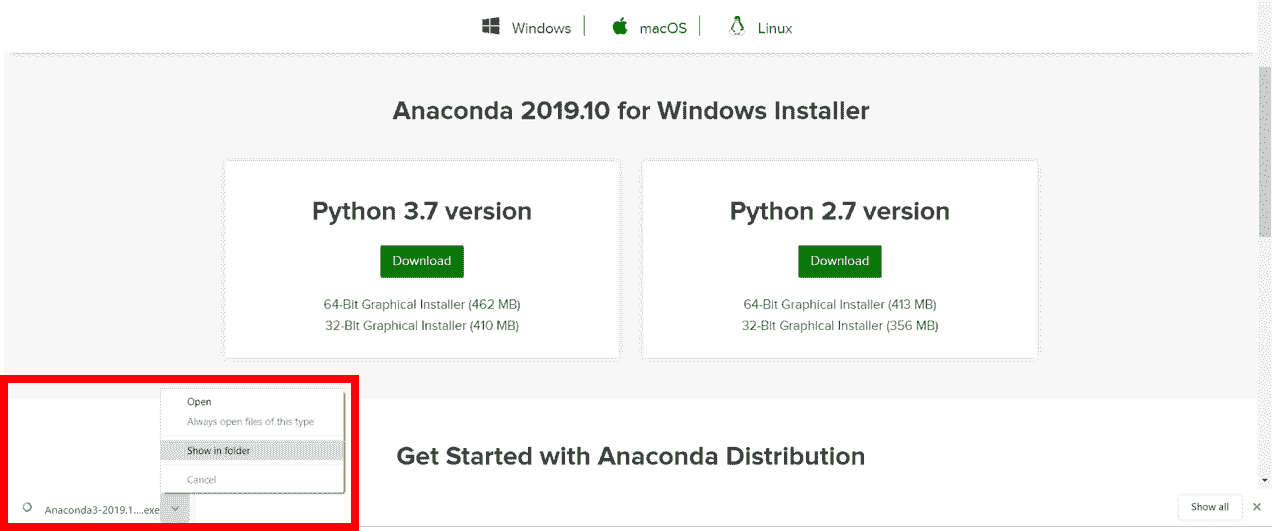 Windows macOS Linux
Anaconda 2019.10 for Windows Installer
Python 3.7 version
Download
64-Bit Graphical Installer (462 MB)
32-Bit Graphical Installer (410 MB)
Python 2.7 version
Download
64-Bit Graphical Installer (413 MB)
32-Bit Graphical Installer (356 MB)
Open
Always open files of this type
Show in folder
Cancel
Get Started with Anaconda Distribution
Anaconda3-2019.1....exe
Show all